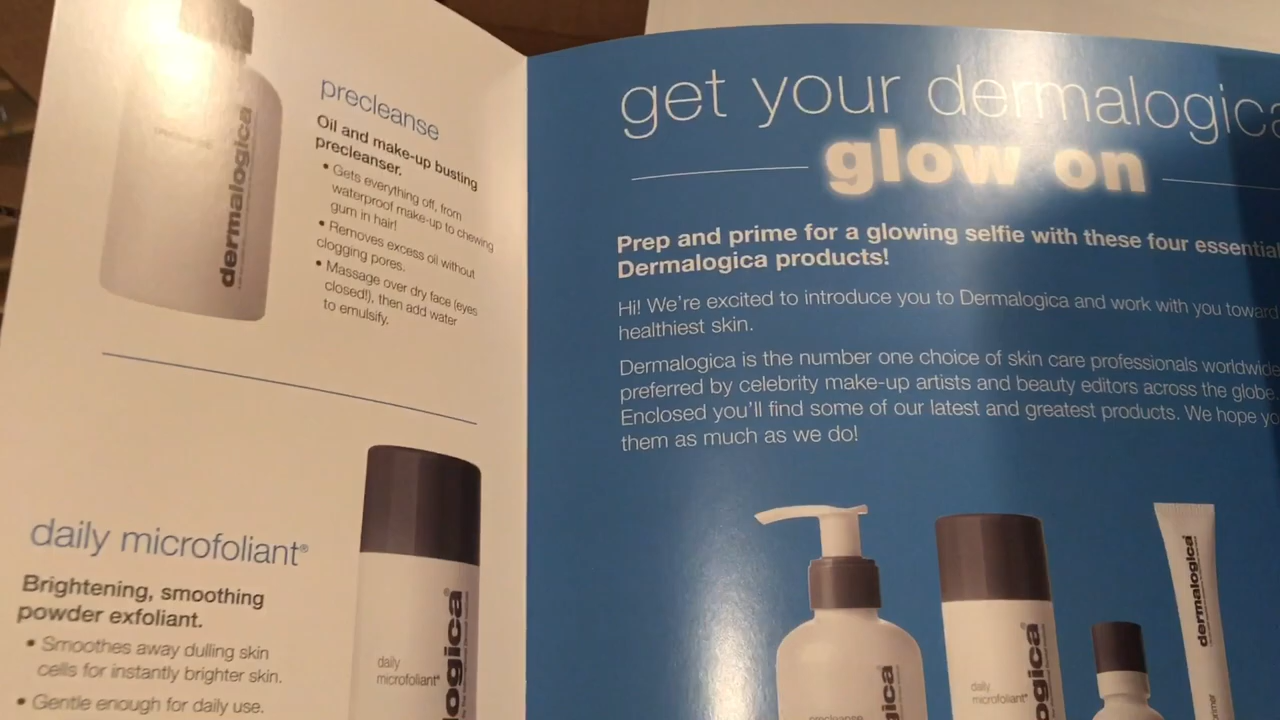 precleanse
Oil and make-up busting
precleanser.
• Gets everything off, from
waterproof make-up to chewing
gum in hair!
• Removes excess oil without
clogging pores.
• Massage over dry face (eyes
closed!), then add water
to emulsify.
dermalogica
daily microfoliant®
Brightening, smoothing
powder exfoliant.
• Smoothes away dulling skin
cells for instantly brighter skin.
• Gentle enough for daily use.
daily
microfoliant®
logica®
get your dermalogica
glow on
Prep and prime for a glowing selfie with these four essential
Dermalogica products!
Hi! We're excited to introduce you to Dermalogica and work with you toward
healthiest skin.
Dermalogica is the number one choice of skin care professionals worldwide
preferred by celebrity make-up artists and beauty editors across the globe.
Enclosed you'll find some of our latest and greatest products. We hope yo
them as much as we do!
precleanse
ica
daily
microfoliant®
ogica®
dermalogica